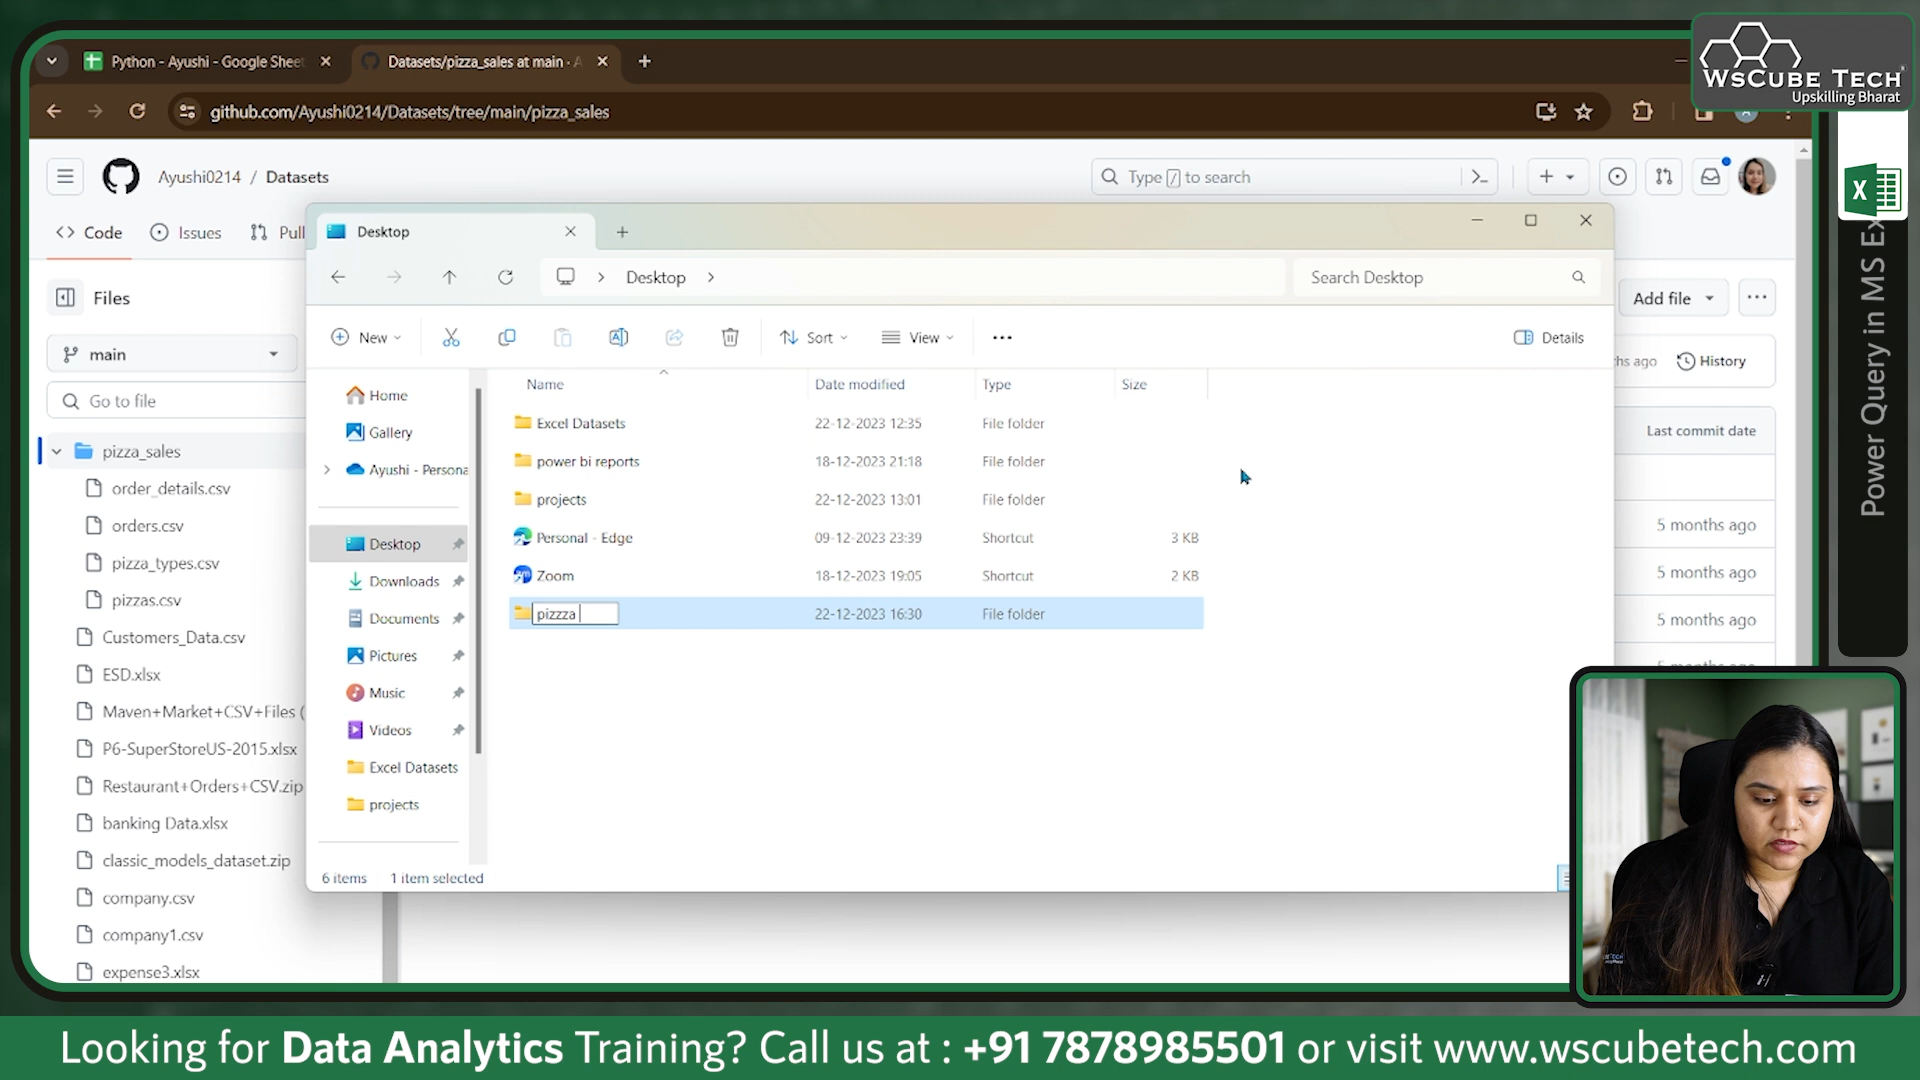 Python - Ayushi - Google Sheet
Datasets/pizza_sales at main ·
github.com/Ayushi0214/Datasets/tree/main/pizza_sales
WsCube Tech
Upskilling Bharat
Ayushi0214 / Datasets
Type / to search
Code
Issues
Pull
Desktop
Desktop
Search Desktop
Files
Add file
main
New
Sort
View
Details
hs ago
History
Go to file
Name
Date modified
Type
Size
Last commit date
Home
Gallery
Ayushi - Persona
Desktop
Downloads
Documents
Pictures
Music
Videos
Excel Datasets
projects
Excel Datasets 22-12-2023 12:35 File folder
power bi reports 18-12-2023 21:18 File folder
projects 22-12-2023 13:01 File folder
Personal - Edge 09-12-2023 23:39 Shortcut 3 KB
Zoom 18-12-2023 19:05 Shortcut 2 KB
pizzza 22-12-2023 16:30 File folder
6 items
1 item selected
pizza_sales
order_details.csv
orders.csv
pizza_types.csv
pizzas.csv
Customers_Data.csv
ESD.xlsx
Maven+Market+CSV+Files (
P6-SuperStoreUS-2015.xlsx
Restaurant+Orders+CSV.zip
banking Data.xlsx
classic_models_dataset.zip
company.csv
company1.csv
expense3.xlsx
5 months ago
5 months ago
5 months ago
5 months ago
Power Query in MS Ex
Looking for Data Analytics Training? Call us at : +91 7878985501 or visit www.wscubetech.com